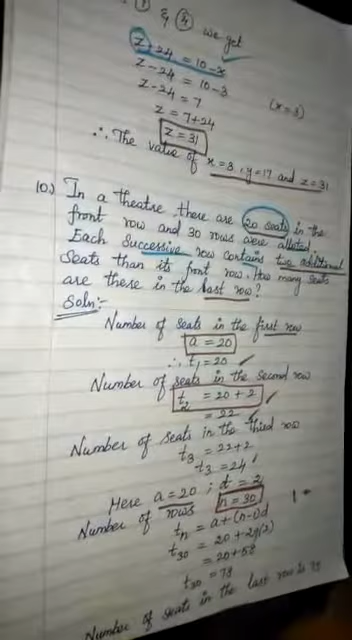 & ④ we get
z-24 = 10-x
z-24 = 10-3
z-24 = 7 (x=3)
z = 7+24
z = 31
∴ The value of x=3, y=17 and z=31
10) In a theatre, there are 20 seats in the
front row and 30 rows were allotted.
Each successive row contains two additional
seats than its front row. How many seats
are there in the last row?
Soln:-
Number of seats in the first row
a = 20
∴ t₁ = 20
Number of seats in the second row
t₂ = 20 + 2
= 22
Number of seats in the third row
t₃ = 22+2
t₃ = 24
Here a=20 ; d = 2
Number of rows n = 30
tn = a+(n-1)d
t₃₀ = 20 + 29(2)
= 20+58
t₃₀ = 78
Number of seats in the last row is 78